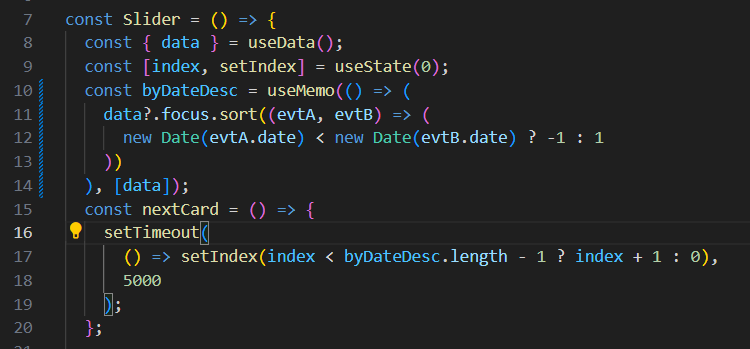 7 const Slider = () => {
8 const { data } = useData();
9 const [index, setIndex] = useState(0);
10 const byDateDesc = useMemo(() => (
11 data?.focus.sort((evtA, evtB) => (
12 new Date(evtA.date) < new Date(evtB.date) ? -1 : 1
13 ))
14 ), [data]);
15 const nextCard = () => {
16 setTimeout(
17 () => setIndex(index < byDateDesc.length - 1 ? index + 1 : 0),
18 5000
19 );
20 };